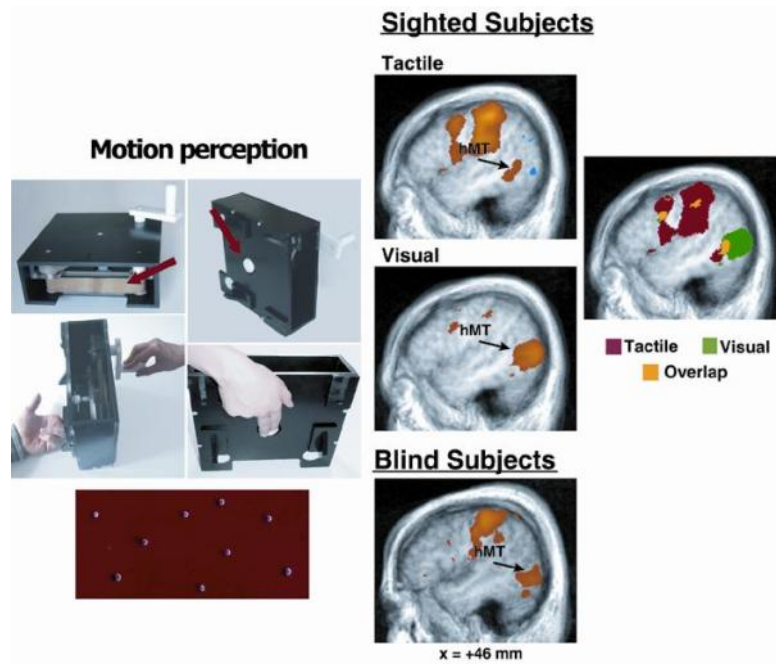 Motion perception
Sighted Subjects
Tactile
hMT
Visual
hMT
Tactile Visual
Overlap
Blind Subjects
hMT
x = +46 mm